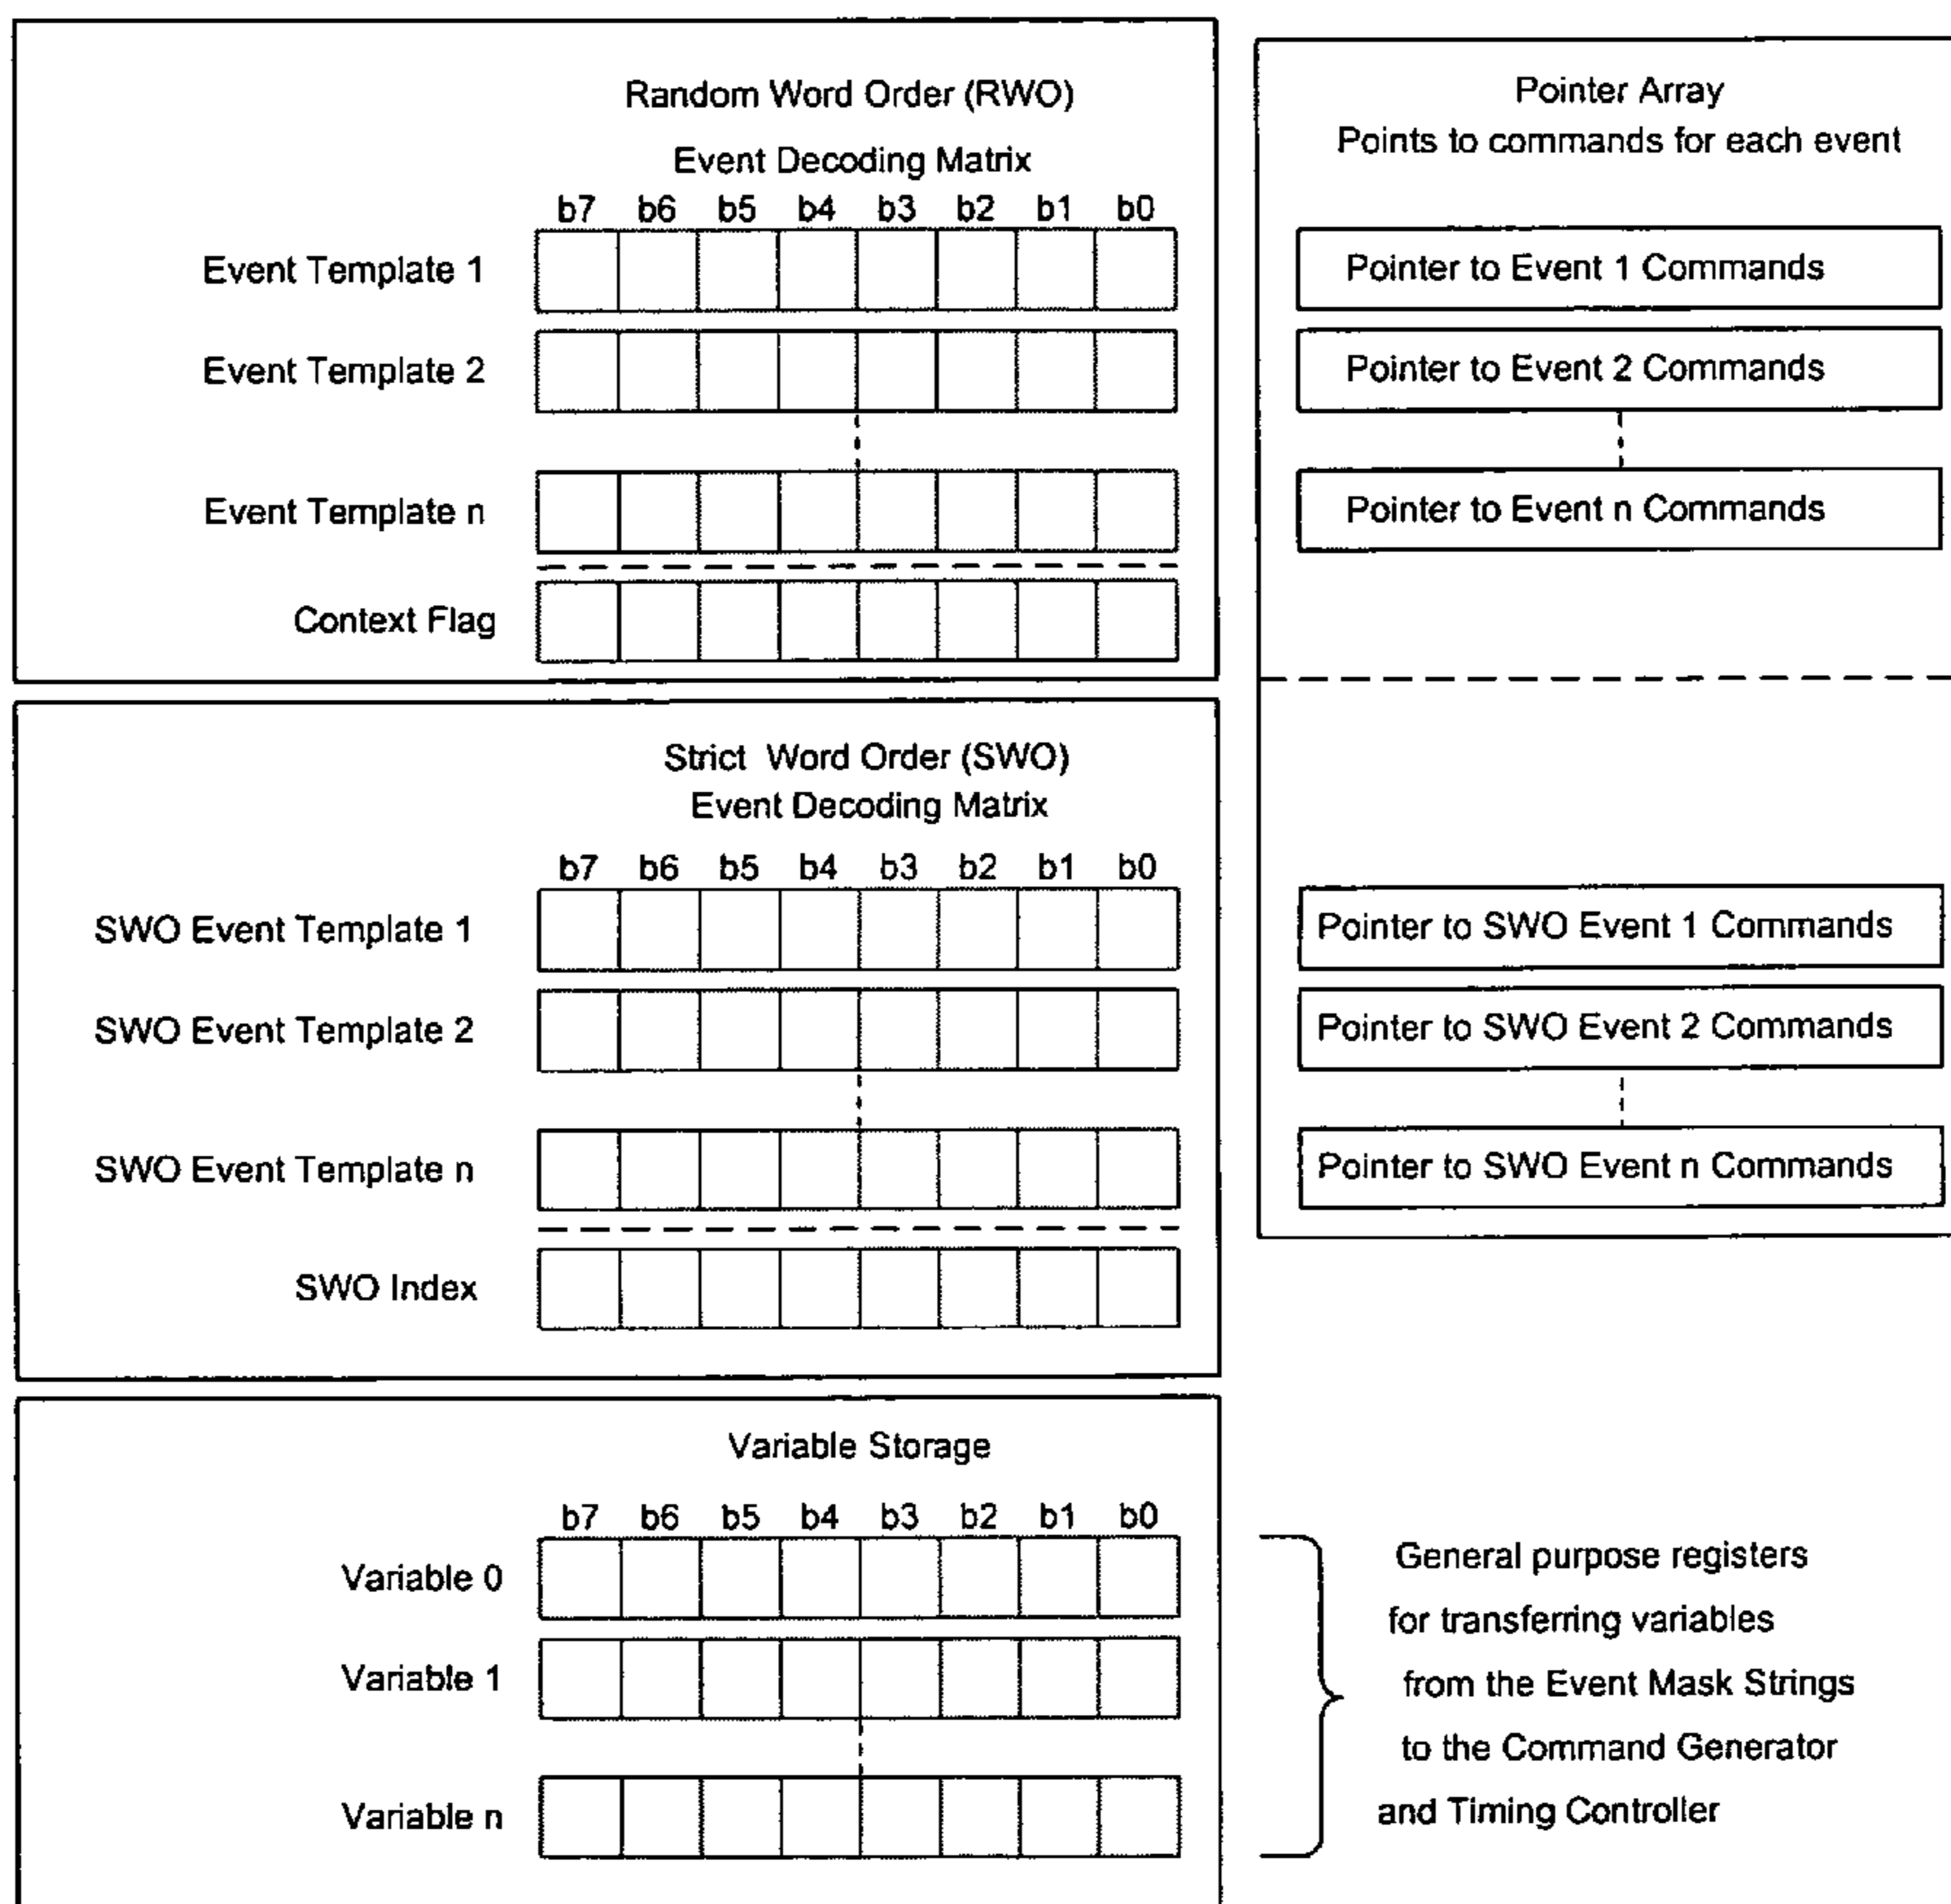 Random Word Order (RWO)
Event Decoding Matrix
b7 b6 b5 b4 b3 b2 b1 b0
Event Template 1
Event Template 2
Event Template n
Context Flag
Pointer Array
Points to commands for each event
Pointer to Event 1 Commands
Pointer to Event 2 Commands
Pointer to Event n Commands
Strict Word Order (SWO)
Event Decoding Matrix
b7 b6 b5 b4 b3 b2 b1 b0
SWO Event Template 1
SWO Event Template 2
SWO Event Template n
SWO Index
Pointer to SWO Event 1 Commands
Pointer to SWO Event 2 Commands
Pointer to SWO Event n Commands
Variable Storage
b7 b6 b5 b4 b3 b2 b1 b0
Variable 0
Variable 1
Variable n
General purpose registers
for transferring variables
from the Event Mask Strings
to the Command Generator
and Timing Controller